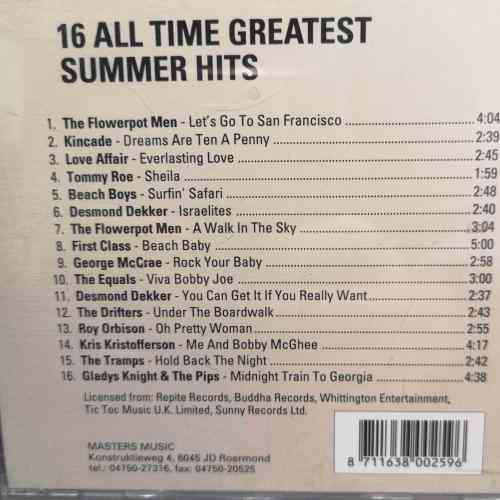 16 ALL TIME GREATEST
SUMMER HITS
1. The Flowerpot Men - Let's Go To San Francisco 4:04
2. Kincade - Dreams Are Ten A Penny 2:39
3. Love Affair - Everlasting Love 2:45
4. Tommy Roe - Sheila 1:59
5. Beach Boys - Surfin' Safari 2:48
6. Desmond Dekker - Israelites 2:40
7. The Flowerpot Men - A Walk In The Sky 3:04
8. First Class - Beach Baby 5:00
9. George McCrae - Rock Your Baby 2:58
10. The Equals - Viva Bobby Joe 3:00
11. Desmond Dekker - You Can Get It If You Really Want 2:37
12. The Drifters - Under The Boardwalk 2:43
13. Roy Orbison - Oh Pretty Woman 2:55
14. Kris Kristofferson - Me And Bobby McGhee 4:17
15. The Tramps - Hold Back The Night 2:42
16. Gladys Knight & The Pips - Midnight Train To Georgia 4:38
Licensed from: Repite Records, Buddha Records, Whittington Entertainment,
Tic Toc Music U.K. Limited, Sunny Records Ltd.
MASTERS MUSIC
Konstruktieweg 4, 6045 JD Roermond
tel.: 04750-27316, fax: 04750-20525
8 711638 002596